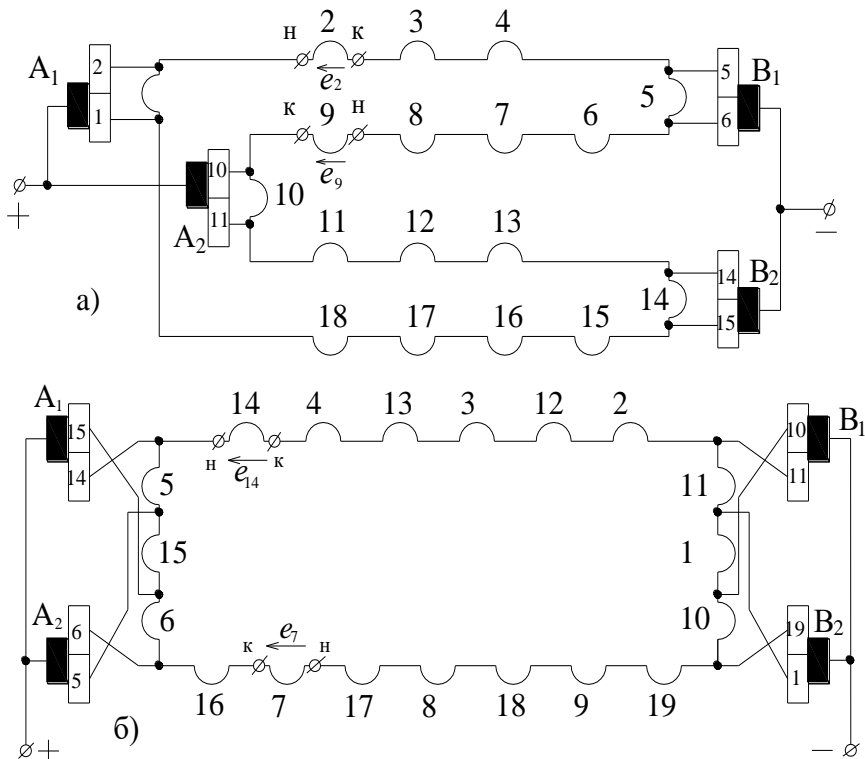 н 2 к 3 4
A₁ 2 1
e₂
5 5 6 B₁
к 9 н 8 7 6
e₉
10 11 10
A₂
+
−
11 12 13
14 14 15 B₂
а)
18 17 16 15
A₁ 15 14
14 4 13 3 12 2
н к
e₁₄
B₁ 10 11
5 11
15 1
6 10
A₂ 6 5
B₂ 19 1
к e₇ н
16 7 17 8 18 9 19
б)
+
−